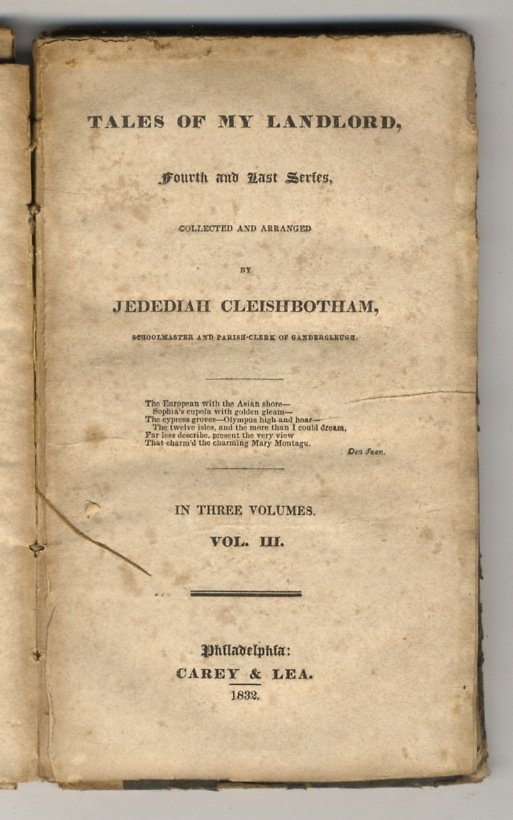 TALES OF MY LANDLORD,
Fourth and Last Series,
COLLECTED AND ARRANGED
BY
JEDEDIAH CLEISHBOTHAM,
SCHOOLMASTER AND PARISH-CLERK OF GANDERCLEUGH.
The European with the Asian shore—
Sophia's cupola with golden gleam—
The cypress groves—Olympus high and hoar—
The twelve isles, and the more than I could dream,
Far less describe, present the very view
That charm'd the charming Mary Montagu.
Don Juan.
IN THREE VOLUMES.
VOL. III.
Philadelphia:
CAREY & LEA.
1832.